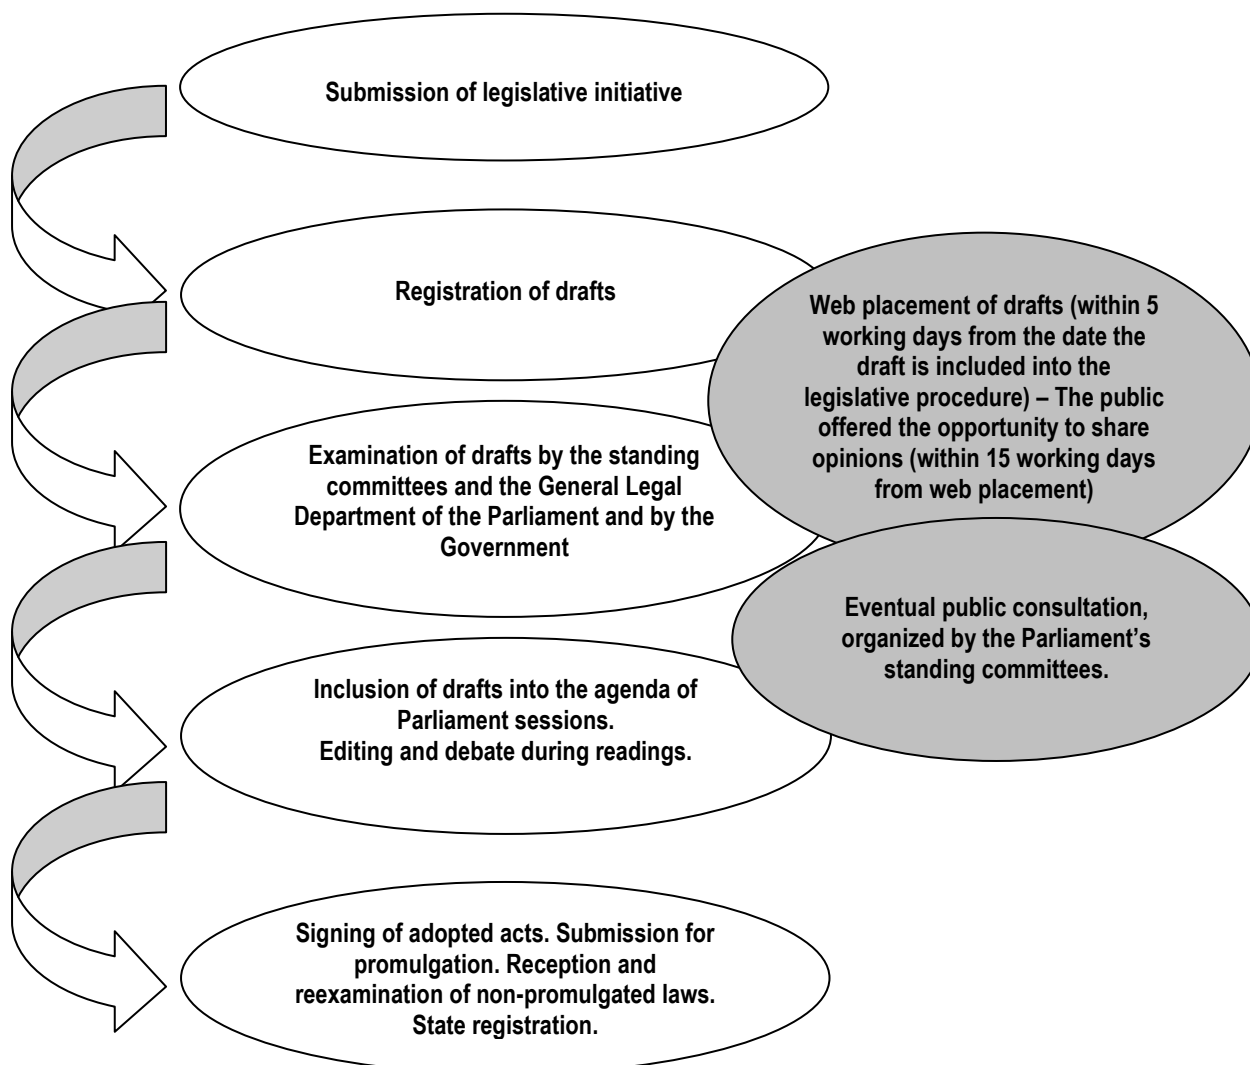 Submission of legislative initiative
Registration of drafts
Web placement of drafts (within 5
working days from the date the
draft is included into the
legislative procedure) – The public
offered the opportunity to share
opinions (within 15 working days
from web placement)
Examination of drafts by the standing
committees and the General Legal
Department of the Parliament and by the
Government
Eventual public consultation,
organized by the Parliament’s
standing committees.
Inclusion of drafts into the agenda of
Parliament sessions.
Editing and debate during readings.
Signing of adopted acts. Submission for
promulgation. Reception and
reexamination of non-promulgated laws.
State registration.